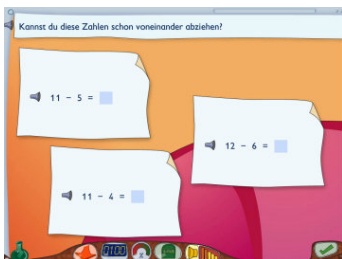 Kannst du diese Zahlen schon voneinander abziehen?
11 - 5 =
12 - 6 =
11 - 4 =